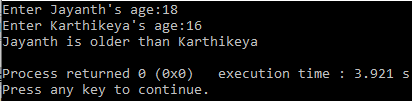 Enter Jayanth's age:18
Enter Karthikeya's age:16
Jayanth is older than Karthikeya
Process returned 0 (0x0)   execution time : 3.921 s
Press any key to continue.